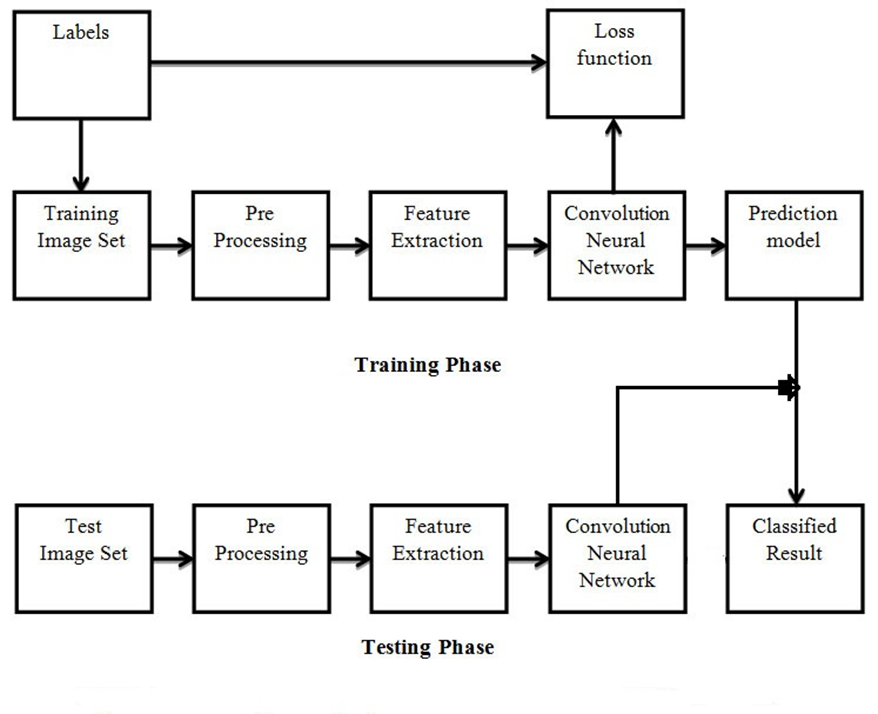 Labels
Loss
function
Training
Image Set
Pre
Processing
Feature
Extraction
Convolution
Neural
Network
Prediction
model
Training Phase
Test
Image Set
Pre
Processing
Feature
Extraction
Convolution
Neural
Network
Classified
Result
Testing Phase